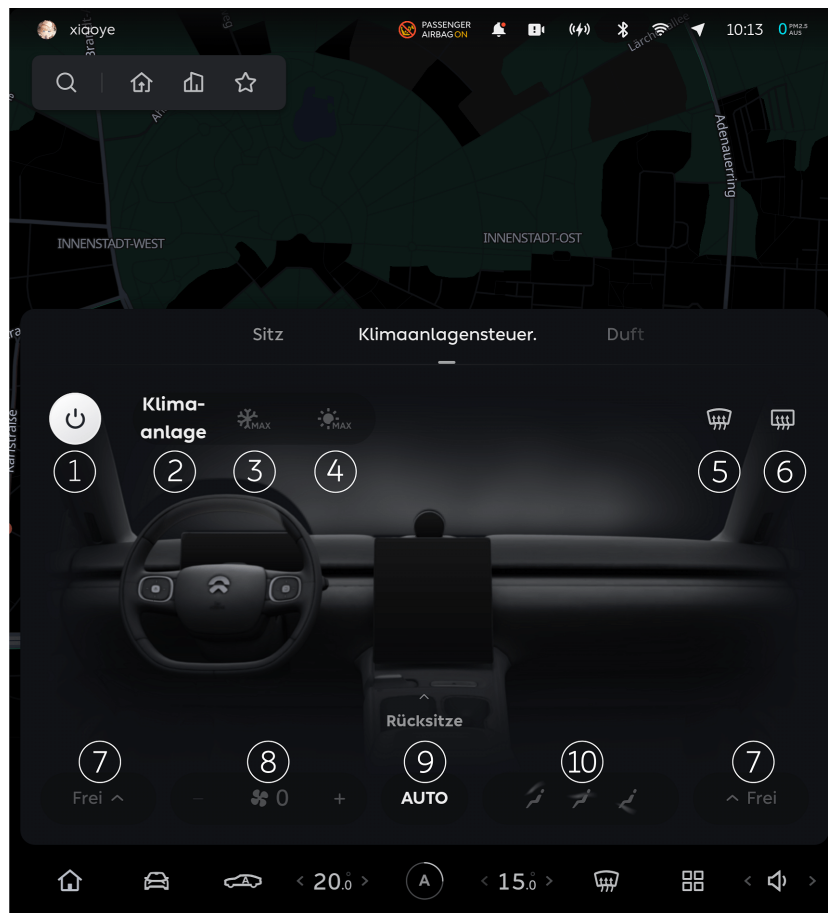 xiaoye
PASSENGER
AIRBAG ON
10:13
0 PM2.5
AUS
Lärchenallee
Adenauerring
INNENSTADT-WEST
INNENSTADT-OST
Sitz
Klimaanlagensteuer.
Duft
Karlstraße
Klima-
anlage
MAX
MAX
1
2
3
4
5
6
Rücksitze
7
8
9
10
7
Frei
− 0 +
AUTO
Frei
< 20.0 >
A
A
< 15.0 >
< >